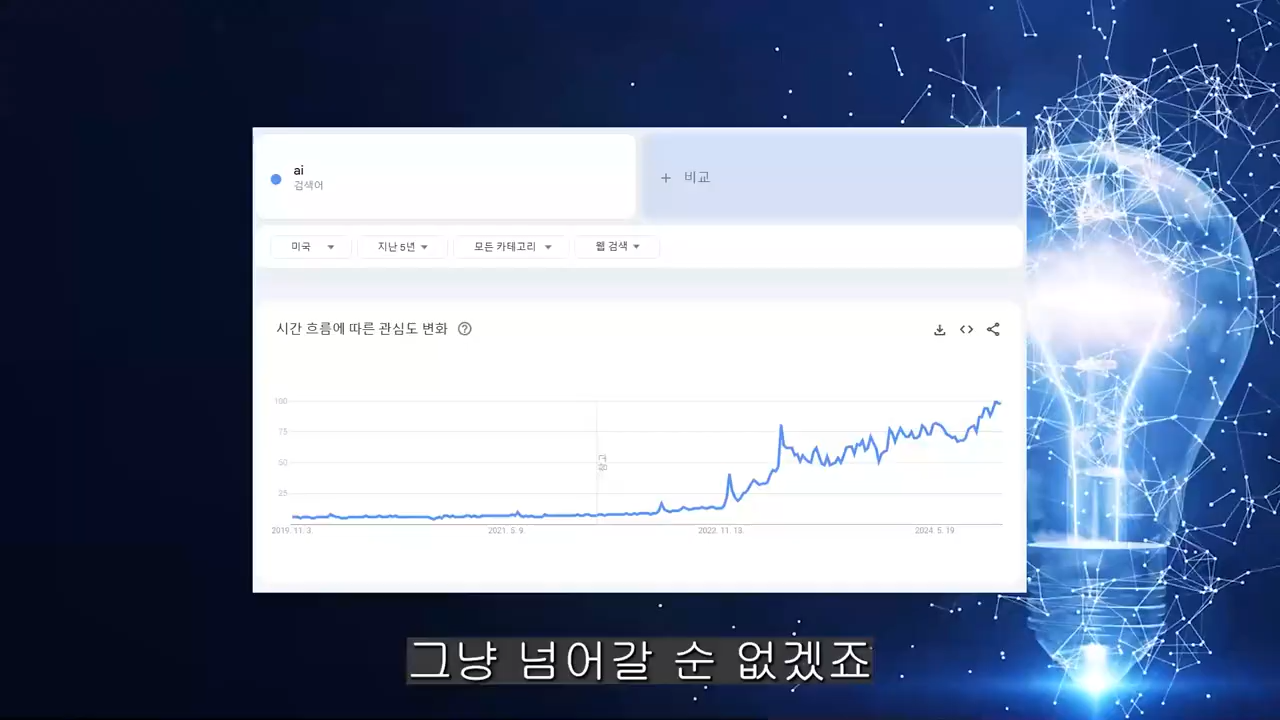 ai
검색어
+ 비교
미국
지난 5년
모든 카테고리
웹 검색
시간 흐름에 따른 관심도 변화
100
75
50
25
2019. 11. 3.
2021. 5. 9.
2022. 11. 13.
2024. 5. 19
그냥 넘어갈 순 없겠죠